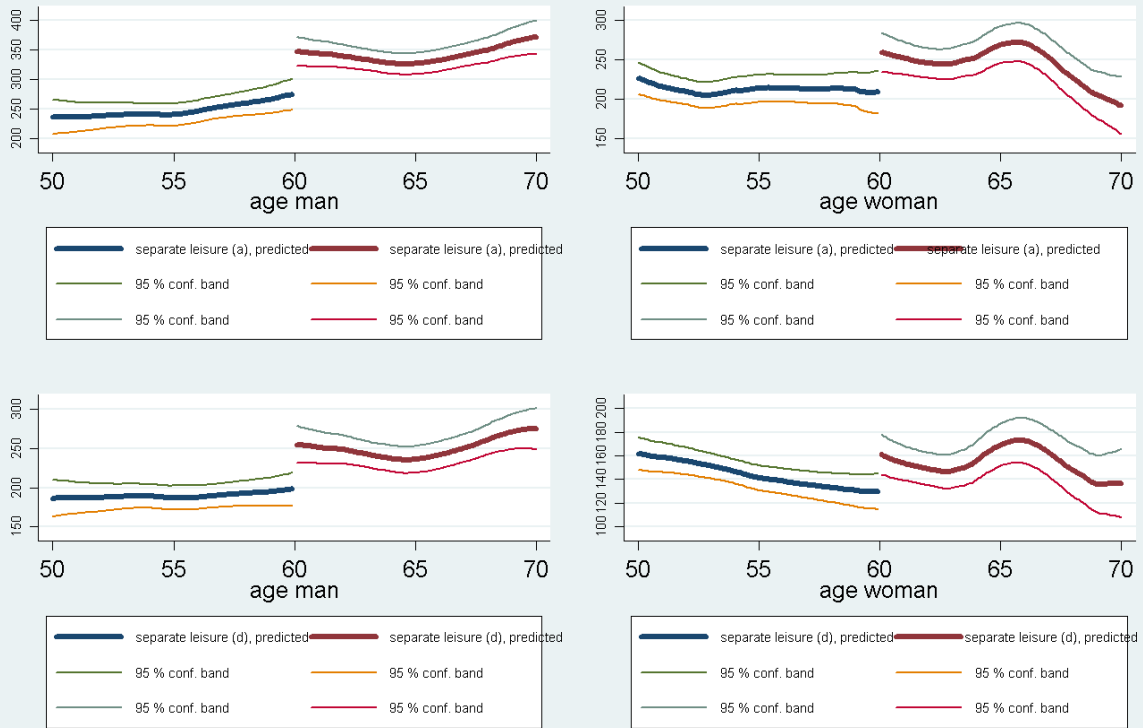 400
350
300
250
200
50 55 60 65 70
age man
separate leisure (a), predicted separate leisure (a), predicted
95 % conf. band 95 % conf. band
95 % conf. band 95 % conf. band
300
250
200
150
50 55 60 65 70
age woman
separate leisure (a), predicted separate leisure (a), predicted
95 % conf. band 95 % conf. band
95 % conf. band 95 % conf. band
300
250
200
150
50 55 60 65 70
age man
separate leisure (d), predicted separate leisure (d), predicted
95 % conf. band 95 % conf. band
95 % conf. band 95 % conf. band
200
180
160
140
120
100
50 55 60 65 70
age woman
separate leisure (d), predicted separate leisure (d), predicted
95 % conf. band 95 % conf. band
95 % conf. band 95 % conf. band